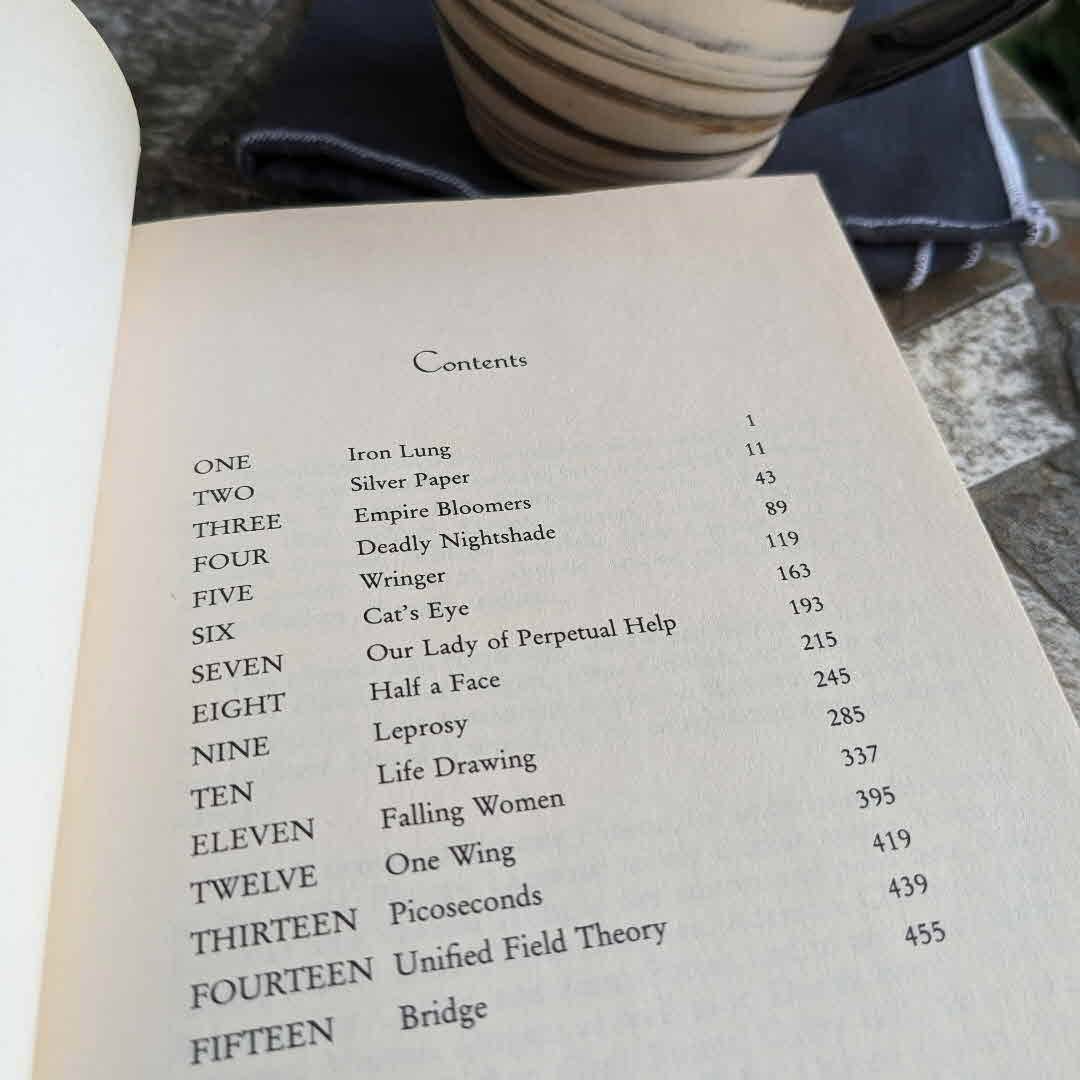 Contents
ONE Iron Lung 1
TWO Silver Paper 11
THREE Empire Bloomers 43
FOUR Deadly Nightshade 89
FIVE Wringer 119
SIX Cat's Eye 163
SEVEN Our Lady of Perpetual Help 193
EIGHT Half a Face 215
NINE Leprosy 245
TEN Life Drawing 285
ELEVEN Falling Women 337
TWELVE One Wing 395
THIRTEEN Picoseconds 419
FOURTEEN Unified Field Theory 439
FIFTEEN Bridge 455